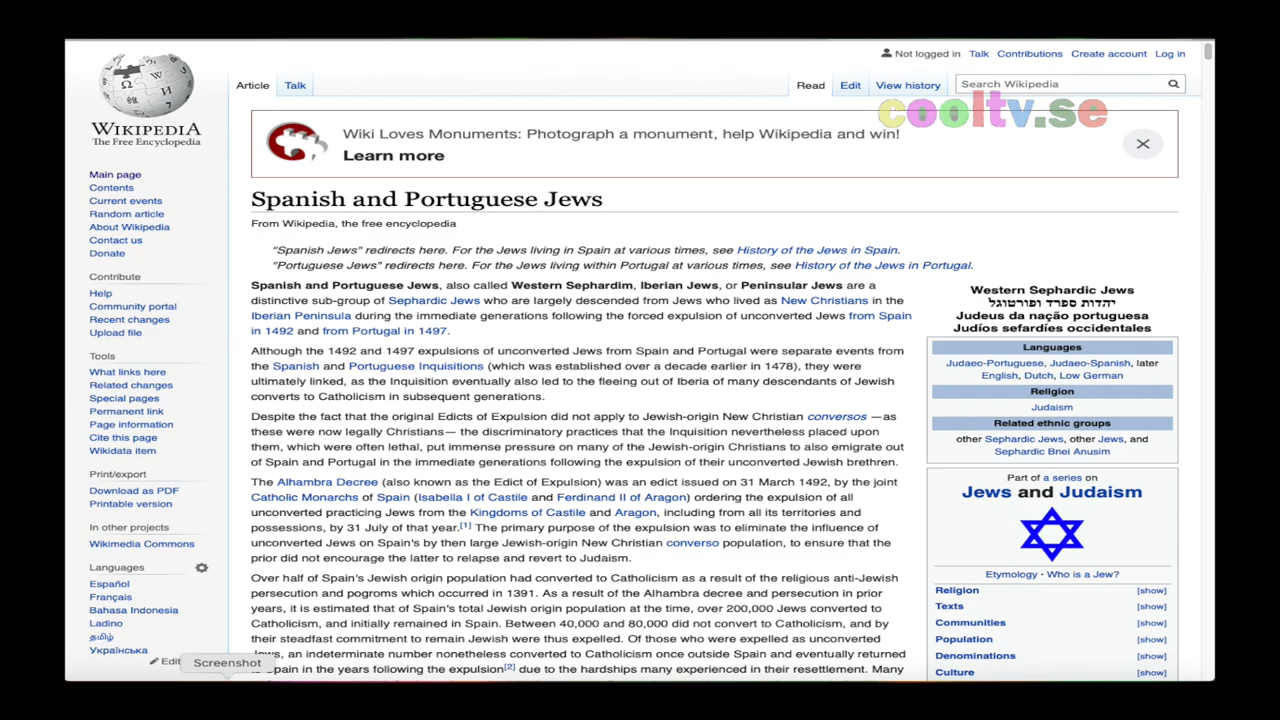 Not logged in Talk Contributions Create account Log in
Article Talk Read Edit View history Search Wikipedia
cooltv.se
WIKIPEDIA
The Free Encyclopedia
Main page
Contents
Current events
Random article
About Wikipedia
Contact us
Donate
Contribute
Help
Community portal
Recent changes
Upload file
Tools
What links here
Related changes
Special pages
Permanent link
Page information
Cite this page
Wikidata item
Print/export
Download as PDF
Printable version
In other projects
Wikimedia Commons
Languages
Español
Français
Bahasa Indonesia
Ladino
தமிழ்
Українська
Edit
Screenshot
Wiki Loves Monuments: Photograph a monument, help Wikipedia and win!
Learn more
Spanish and Portuguese Jews
From Wikipedia, the free encyclopedia
"Spanish Jews" redirects here. For the Jews living in Spain at various times, see History of the Jews in Spain.
"Portuguese Jews" redirects here. For the Jews living within Portugal at various times, see History of the Jews in Portugal.
Spanish and Portuguese Jews, also called Western Sephardim, Iberian Jews, or Peninsular Jews are a
distinctive sub-group of Sephardic Jews who are largely descended from Jews who lived as New Christians in the
Iberian Peninsula during the immediate generations following the forced expulsion of unconverted Jews from Spain
in 1492 and from Portugal in 1497.
Although the 1492 and 1497 expulsions of unconverted Jews from Spain and Portugal were separate events from
the Spanish and Portuguese Inquisitions (which was established over a decade earlier in 1478), they were
ultimately linked, as the Inquisition eventually also led to the fleeing out of Iberia of many descendants of Jewish
converts to Catholicism in subsequent generations.
Despite the fact that the original Edicts of Expulsion did not apply to Jewish-origin New Christian conversos —as
these were now legally Christians— the discriminatory practices that the Inquisition nevertheless placed upon
them, which were often lethal, put immense pressure on many of the Jewish-origin Christians to also emigrate out
of Spain and Portugal in the immediate generations following the expulsion of their unconverted Jewish brethren.
The Alhambra Decree (also known as the Edict of Expulsion) was an edict issued on 31 March 1492, by the joint
Catholic Monarchs of Spain (Isabella I of Castile and Ferdinand II of Aragon) ordering the expulsion of all
unconverted practicing Jews from the Kingdoms of Castile and Aragon, including from all its territories and
possessions, by 31 July of that year.[1] The primary purpose of the expulsion was to eliminate the influence of
unconverted Jews on Spain's by then large Jewish-origin New Christian converso population, to ensure that the
prior did not encourage the latter to relapse and revert to Judaism.
Over half of Spain's Jewish origin population had converted to Catholicism as a result of the religious anti-Jewish
persecution and pogroms which occurred in 1391. As a result of the Alhambra decree and persecution in prior
years, it is estimated that of Spain's total Jewish origin population at the time, over 200,000 Jews converted to
Catholicism, and initially remained in Spain. Between 40,000 and 80,000 did not convert to Catholicism, and by
their steadfast commitment to remain Jewish were thus expelled. Of those who were expelled as unconverted
Jews, an indeterminate number nonetheless converted to Catholicism once outside Spain and eventually returned
to Spain in the years following the expulsion[2] due to the hardships many experienced in their resettlement. Many
Western Sephardic Jews
יהדות ספרד ופורטוגל
Judeus da nação portuguesa
Judíos sefardíes occidentales
Languages
Judaeo-Portuguese, Judaeo-Spanish, later
English, Dutch, Low German
Religion
Judaism
Related ethnic groups
other Sephardic Jews, other Jews, and
Sephardic Bnei Anusim
Part of a series on
Jews and Judaism
Etymology · Who is a Jew?
Religion [show]
Texts [show]
Communities [show]
Population [show]
Denominations [show]
Culture [show]